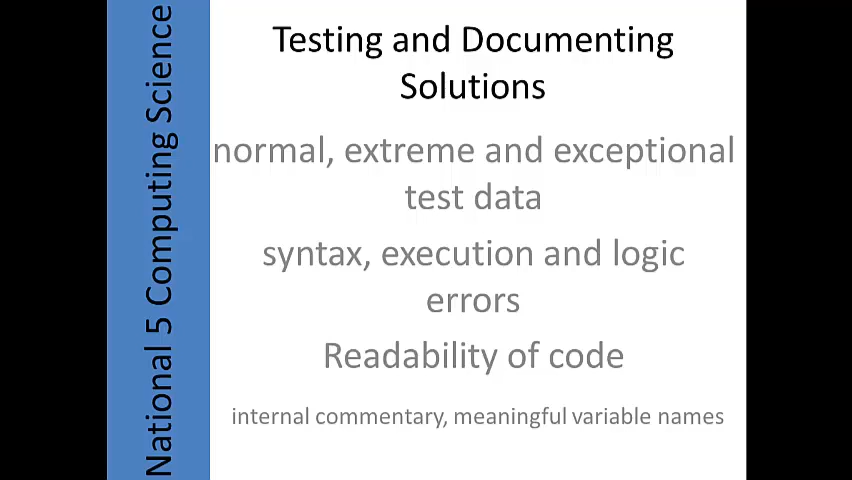 National 5 Computing Science
Testing and Documenting
Solutions
normal, extreme and exceptional
test data
syntax, execution and logic
errors
Readability of code
internal commentary, meaningful variable names